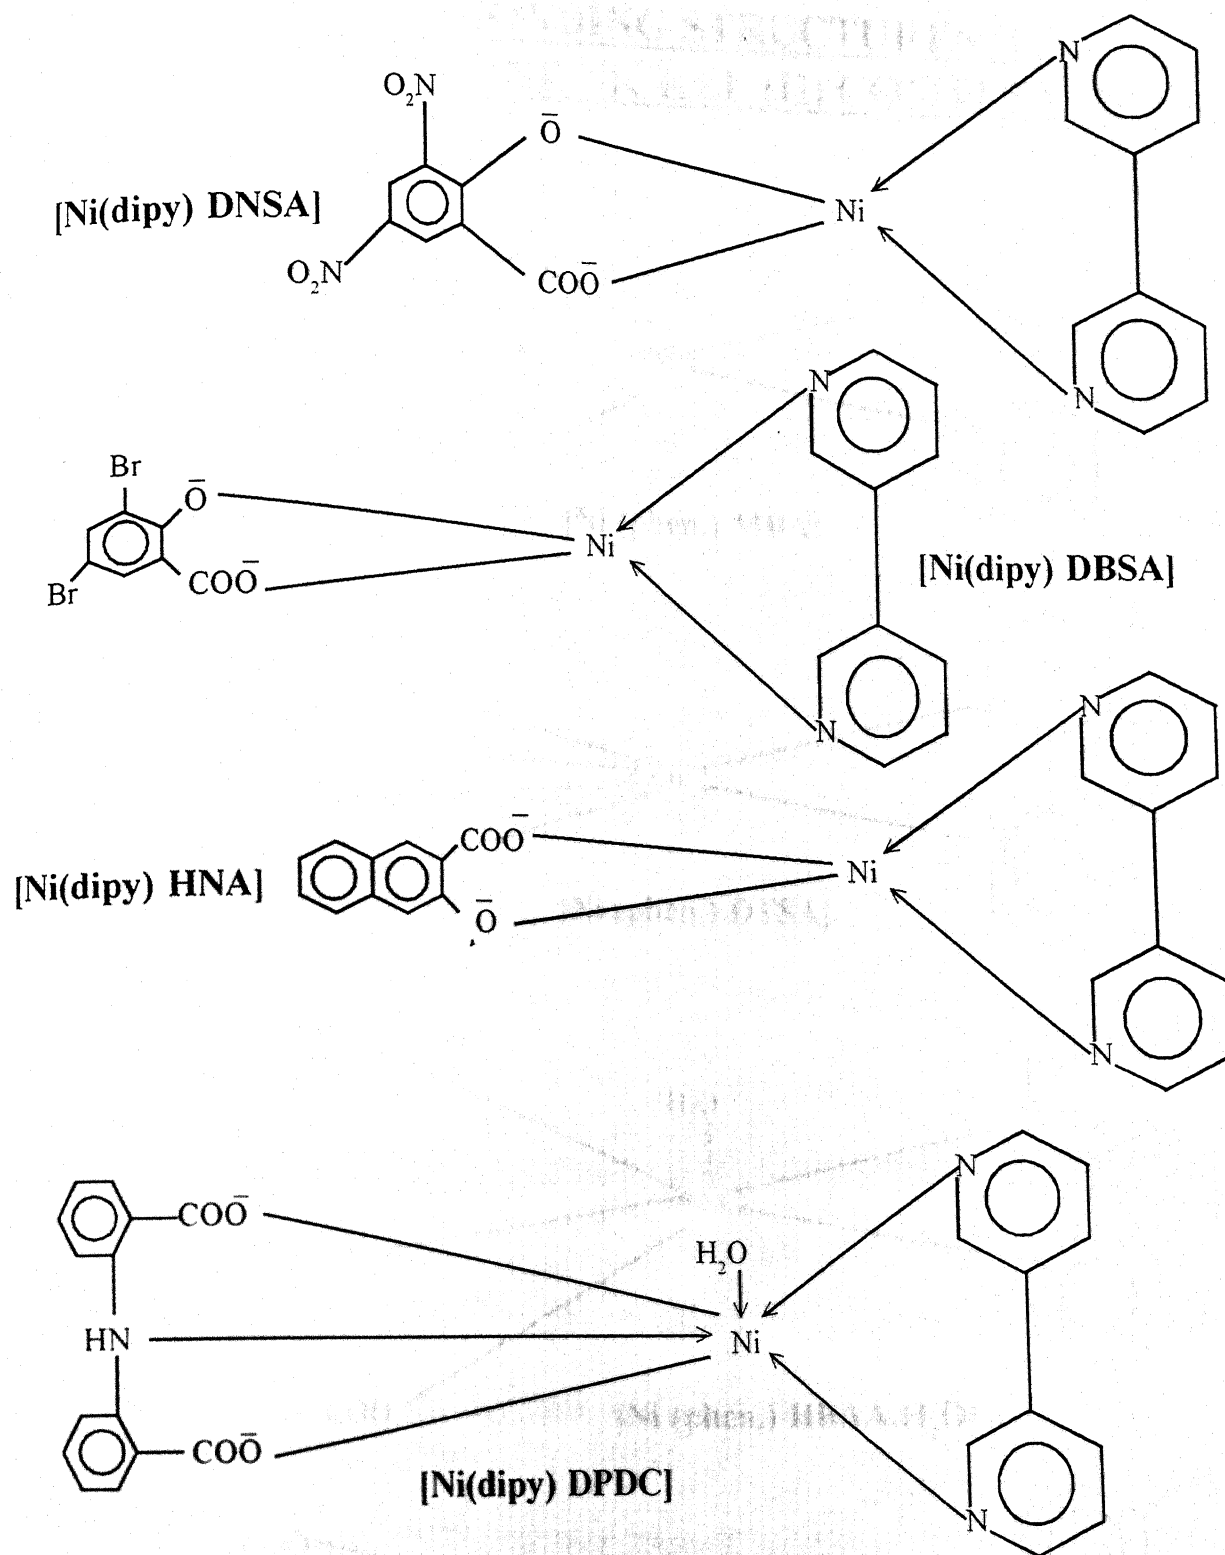 O₂N
O̅
N
[Ni(dipy) DNSA]
Ni
O₂N
COO̅
N
N
Br
O̅
Ni
[Ni(dipy) DBSA]
Br
COO̅
N
N
COO̅
Ni
[Ni(dipy) HNA]
O̅
N
N
COO̅
H₂O
HN
Ni
COO̅
[Ni(dipy) DPDC]
N